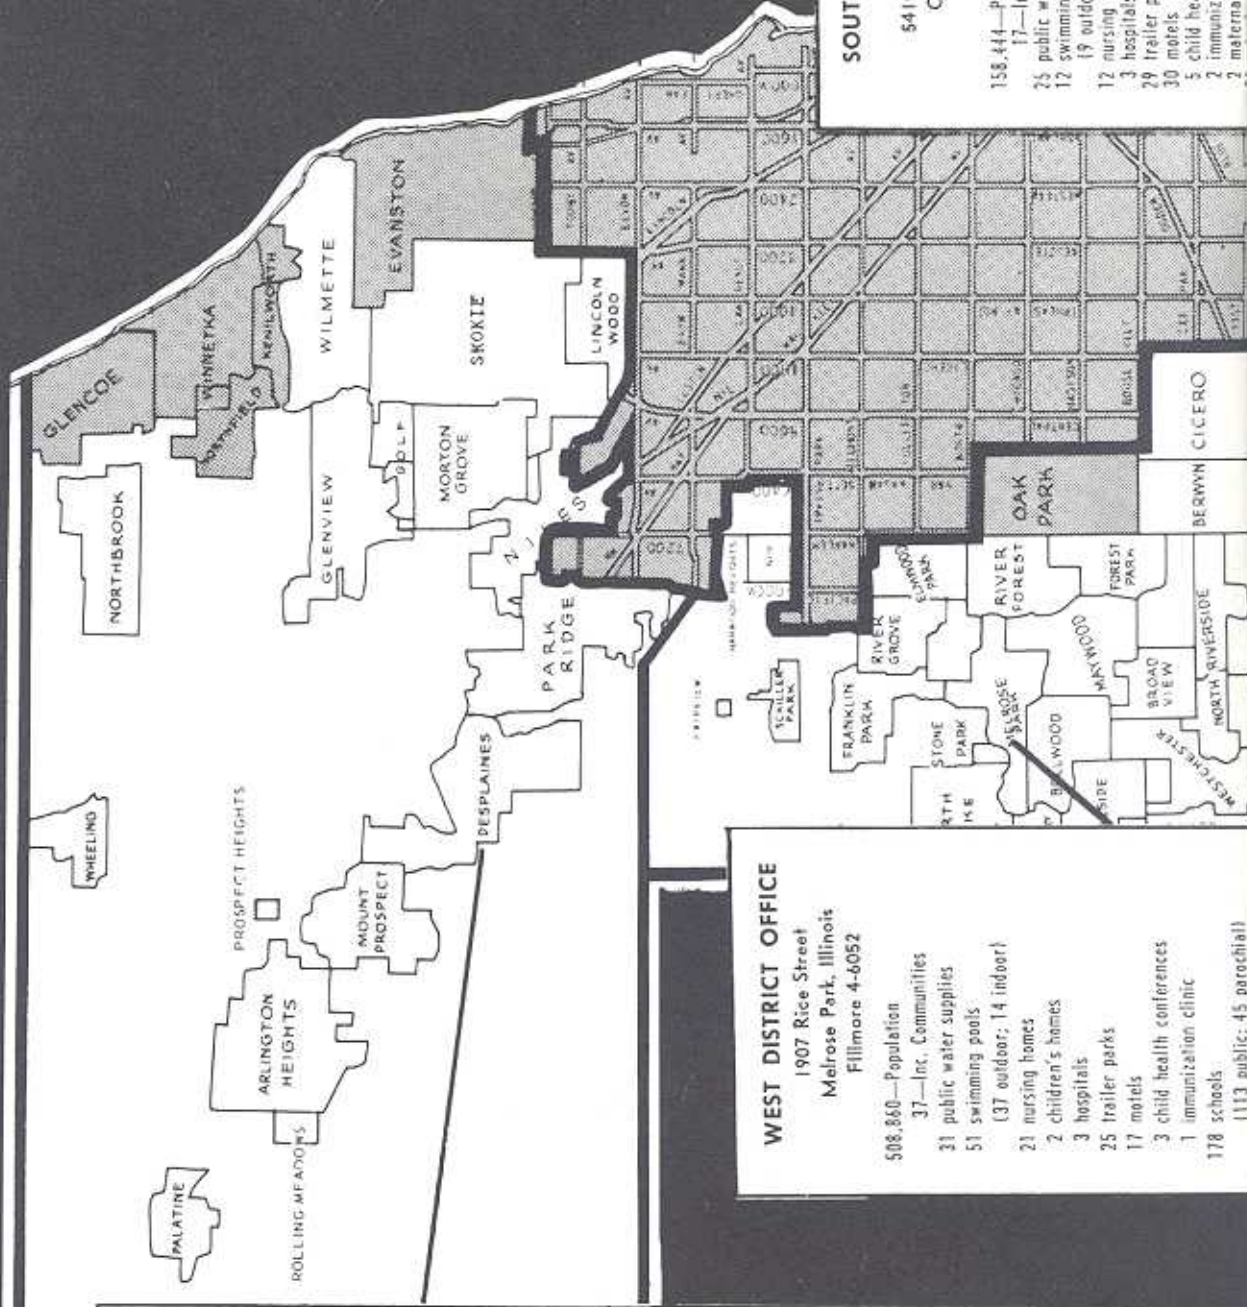 GLENCOE
WINNETKA
KENILWORTH
WILMETTE
EVANSTON
NORTHBROOK
GLENVIEW
GOLF
MORTON
GROVE
SKOKIE
LINCOLN
WOOD
NILES
WHEELING
PROSPECT HEIGHTS
ARLINGTON
HEIGHTS
MOUNT
PROSPECT
DESPLAINES
PARK
RIDGE
PALATINE
ROLLING MEADOWS
SCHILLER
PARK
FRANKLIN
PARK
RIVER
GROVE
ELMWOOD
PARK
RIVER
FOREST
OAK
PARK
FOREST
PARK
STONE
PARK
MELROSE
PARK
MAYWOOD
BROAD
VIEW
WESTCHESTER
NORTH RIVERSIDE
BERWYN
CICERO
7200
2400
WEST DISTRICT OFFICE
1907 Rice Street
Melrose Park, Illinois
Fillmore 4-6052
508,860—Population
37—Inc. Communities
31 public water supplies
51 swimming pools
(37 outdoor; 14 indoor)
21 nursing homes
2 children's homes
3 hospitals
25 trailer parks
17 motels
3 child health conferences
1 immunization clinic
178 schools
(113 public; 45 parochial)
SOUT
541
158,444—P
25 public w
12 swimmin
19 outdo
12 nursing
3 hospitals
29 trailer p
30 motels
5 child he
2 immuniz
2 materna